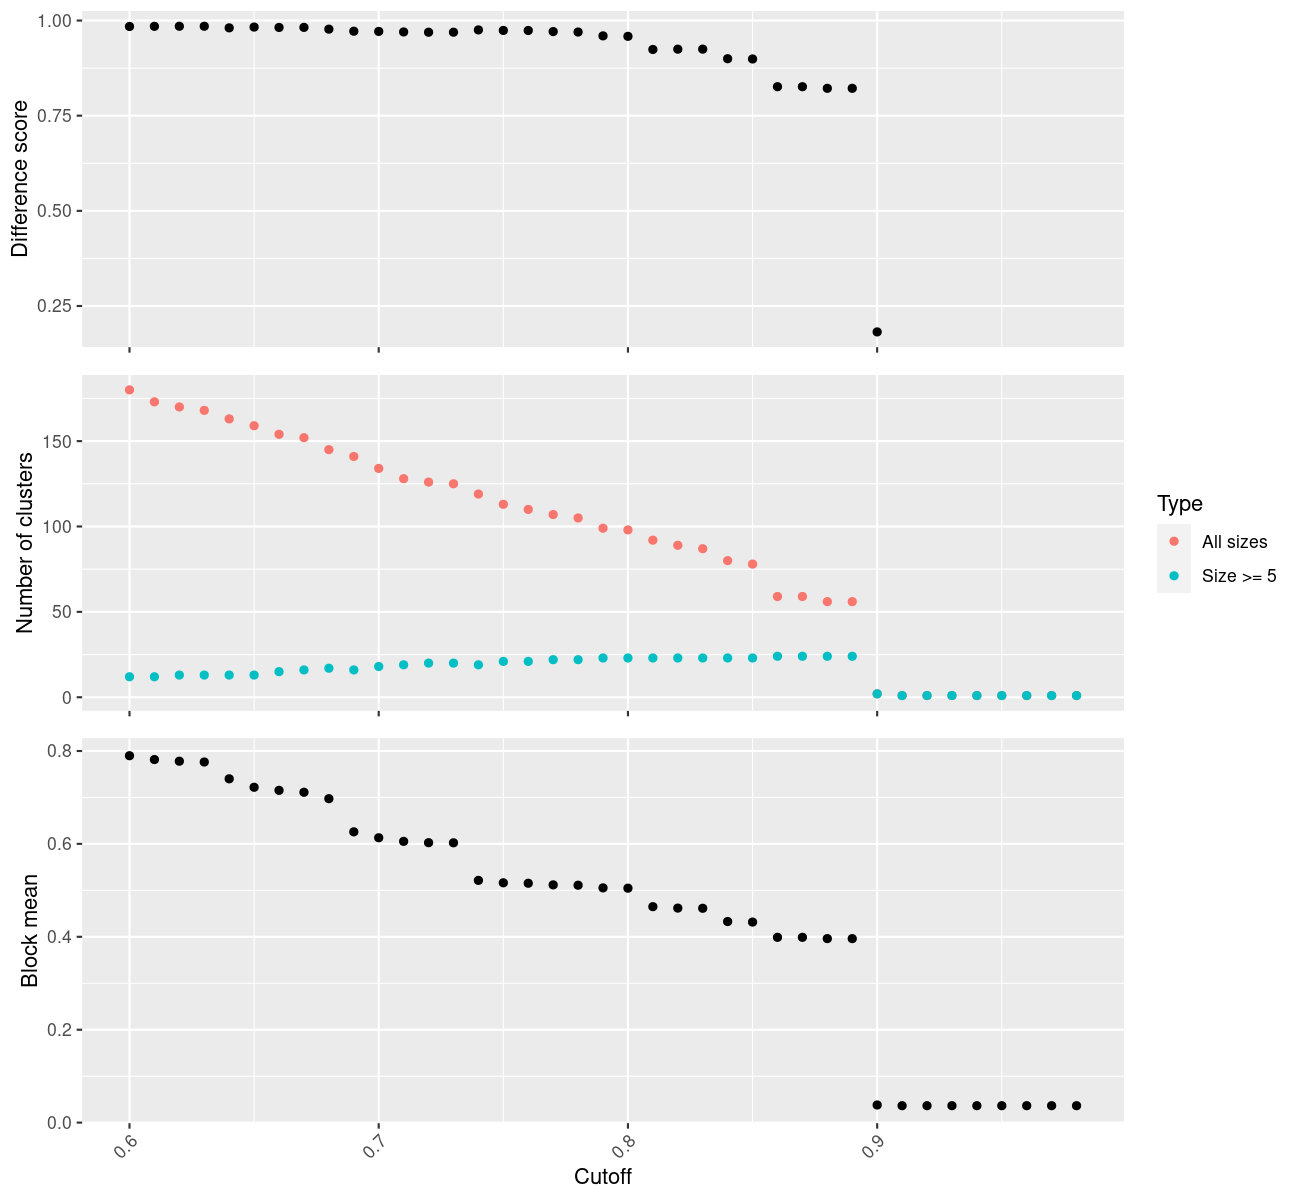 1.00
0.75
0.50
0.25
Difference score
150
100
50
0
Number of clusters
Type
All sizes
Size >= 5
0.8
0.6
0.4
0.2
0.0
Block mean
0.6 0.7 0.8 0.9
Cutoff